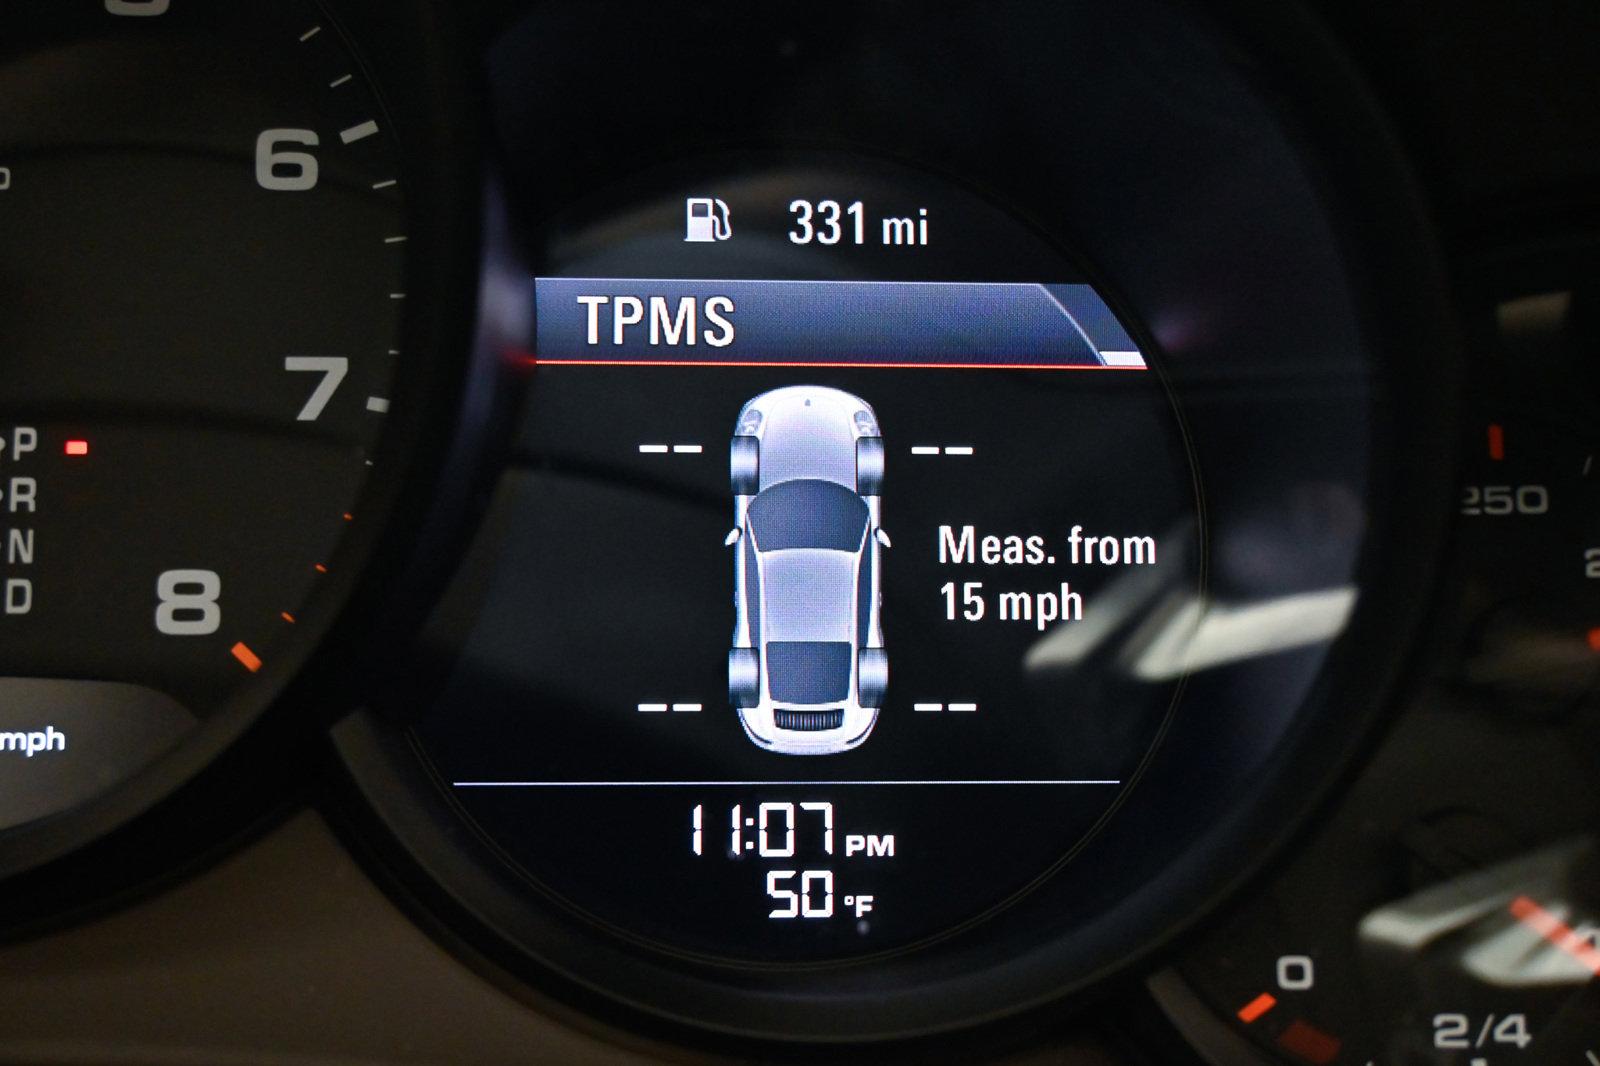 6
7
8
P
R
N
D
mph
331 mi
TPMS
-- --
Meas. from
15 mph
-- --
11:07 PM
50 °F
250
0
2/4